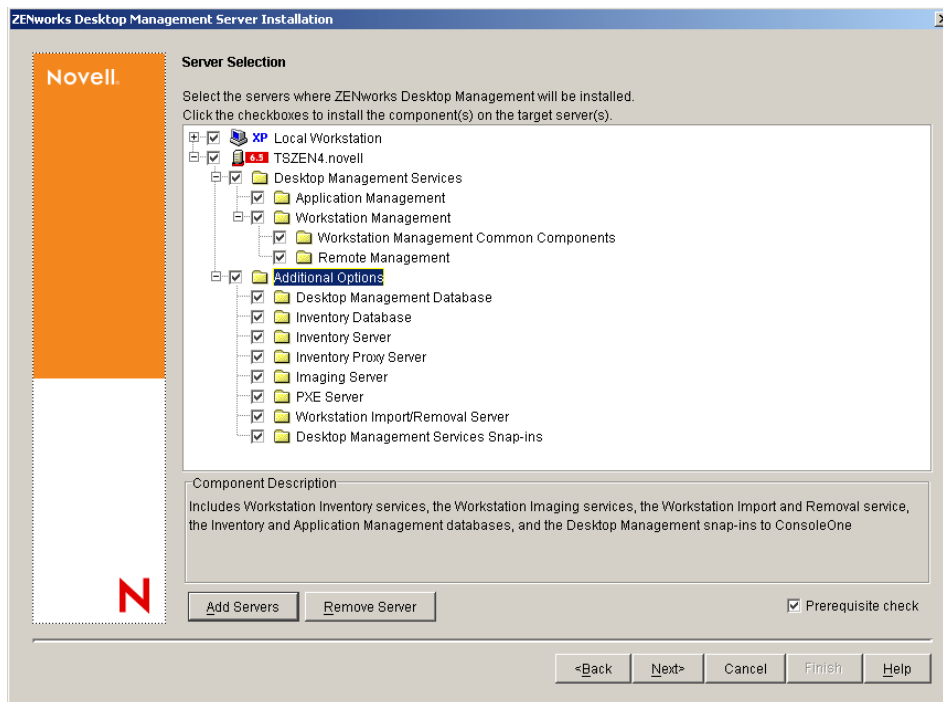 ZENworks Desktop Management Server Installation
Novell.
Server Selection
Select the servers where ZENworks Desktop Management will be installed.
Click the checkboxes to install the component(s) on the target server(s).
XP Local Workstation
6.5 TSZEN4.novell
Desktop Management Services
Application Management
Workstation Management
Workstation Management Common Components
Remote Management
Additional Options
Desktop Management Database
Inventory Database
Inventory Server
Inventory Proxy Server
Imaging Server
PXE Server
Workstation Import/Removal Server
Desktop Management Services Snap-ins
Component Description
Includes Workstation Inventory services, the Workstation Imaging services, the Workstation Import and Removal service,
the Inventory and Application Management databases, and the Desktop Management snap-ins to ConsoleOne
N
Add Servers Remove Server Prerequisite check
<Back Next> Cancel Finish Help